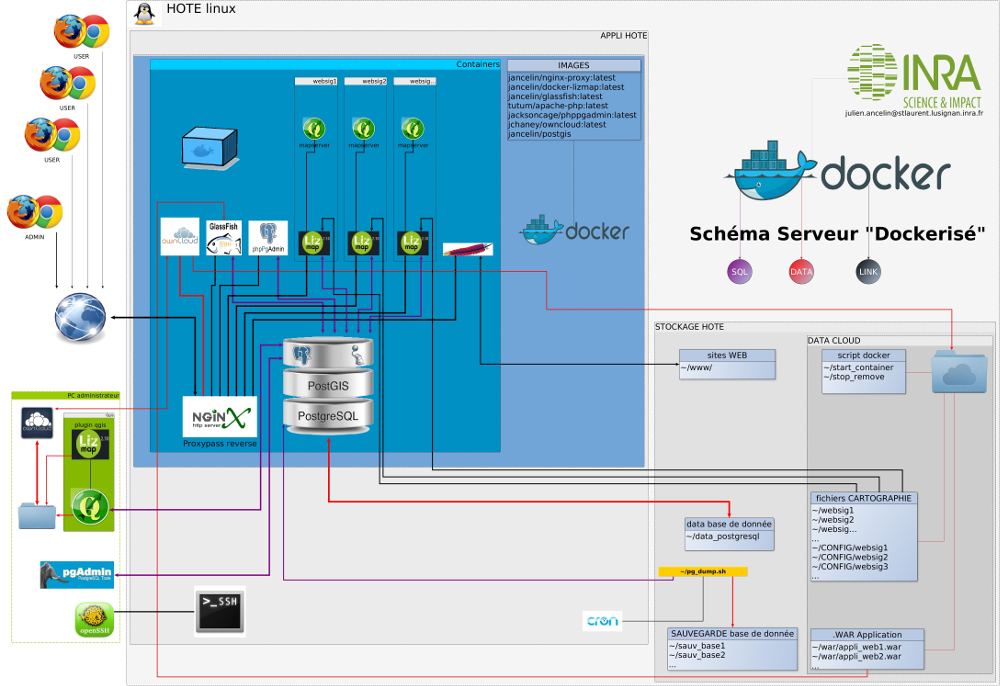 HOTE linux
APPLI HOTE
USER
USER
USER
ADMIN
Containers
websig1
websig2
websig...
mapserver
mapserver
mapserver
IMAGES
jancelin/nginx-proxy:latest
jancelin/docker-lizmap:latest
jancelin/glassfish:latest
tutum/apache-php:latest
jacksoncage/phppgadmin:latest
jchaney/owncloud:latest
jancelin/postgis
docker
INRA
SCIENCE & IMPACT
julien.ancelin@stlaurent.lusignan.inra.fr
docker
Schéma Serveur "Dockerisé"
SQL
DATA
LINK
ownCloud
GlassFish
phpPgAdmin
Liz
map
Liz
map
Liz
map
PostGIS
PostgreSQL
NGINX
http server
Proxypass reverse
STOCKAGE HOTE
sites WEB
~/www/
DATA CLOUD
script docker
~/start_container
~/stop_remove
fichiers CARTOGRAPHIE
~/websig1
~/websig2
~/websig...
...
~/CONFIG/websig1
~/CONFIG/websig2
~/CONFIG/websig3
...
data base de donnée
~/data_postgresql
~/pg_dump.sh
cron
SAUVEGARDE base de donnée
~/sauv_base1
~/sauv_base2
...
.WAR Application
~/war/appli_web1.war
~/war/appli_web2.war
...
PC administrateur
ownCloud
plugin qgis
Liz
map
pgAdmin
PostgreSQL Tools
openSSH
>_SSH